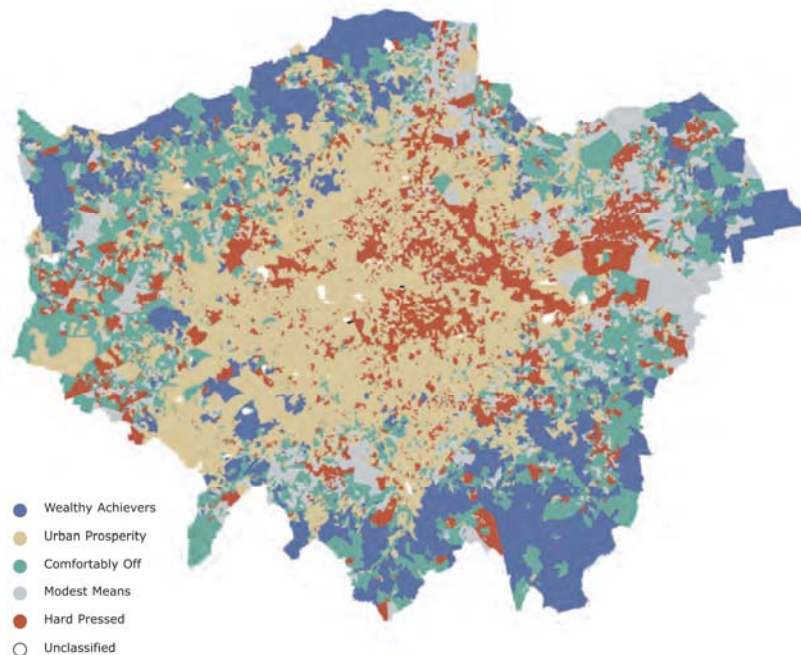 Wealthy Achievers
Urban Prosperity
Comfortably Off
Modest Means
Hard Pressed
Unclassified